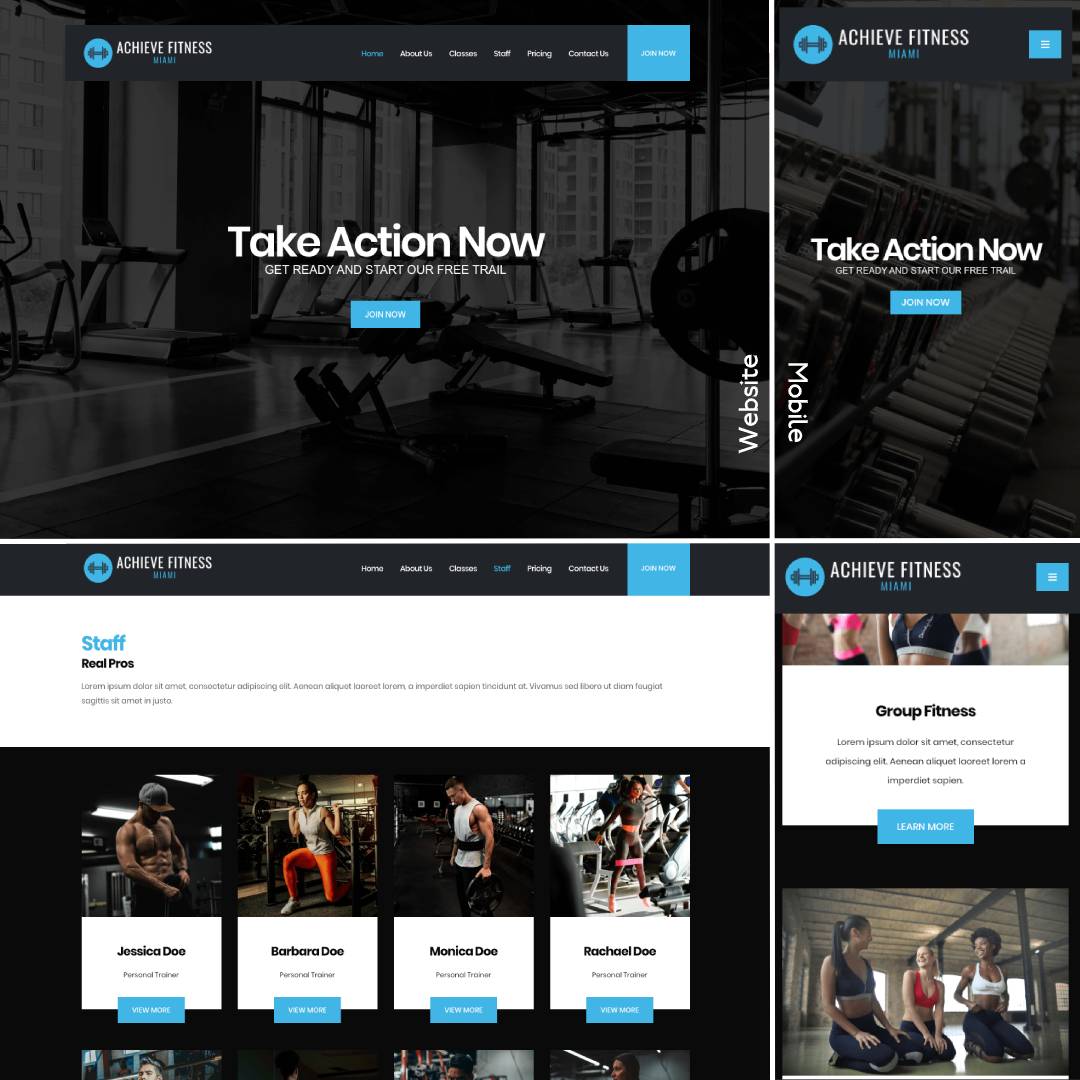 ACHIEVE FITNESS
MIAMI
Home About Us Classes Staff Pricing Contact Us JOIN NOW
Take Action Now
GET READY AND START OUR FREE TRAIL
JOIN NOW
Website
ACHIEVE FITNESS
MIAMI
Take Action Now
GET READY AND START OUR FREE TRAIL
JOIN NOW
Mobile
ACHIEVE FITNESS
MIAMI
Home About Us Classes Staff Pricing Contact Us JOIN NOW
Staff
Real Pros
Lorem ipsum dolor sit amet, consectetur adipiscing elit. Aenean aliquet laoreet lorem, a imperdiet sapien tincidunt at. Vivamus sed libero ut diam feugiat
sagittis sit amet in justo.
Jessica Doe
Personal Trainer
VIEW MORE
Barbara Doe
Personal Trainer
VIEW MORE
Monica Doe
Personal Trainer
VIEW MORE
Rachael Doe
Personal Trainer
VIEW MORE
ACHIEVE FITNESS
MIAMI
Group Fitness
Lorem ipsum dolor sit amet, consectetur
adipiscing elit. Aenean aliquet laoreet lorem a
imperdiet sapien.
LEARN MORE